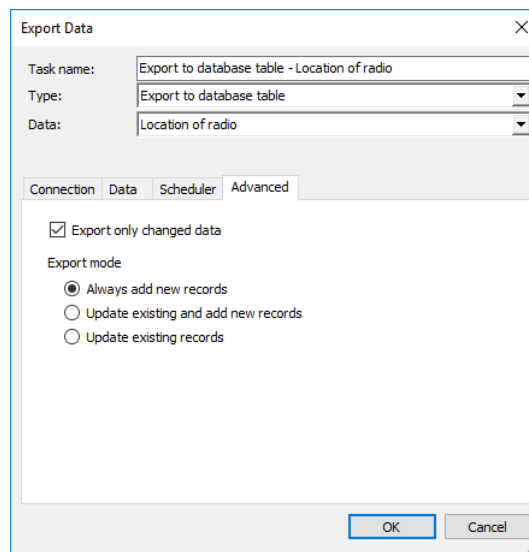 Export Data
Task name: Export to database table - Location of radio
Type: Export to database table
Data: Location of radio
Connection Data Scheduler Advanced
Export only changed data
Export mode
Always add new records
Update existing and add new records
Update existing records
OK Cancel